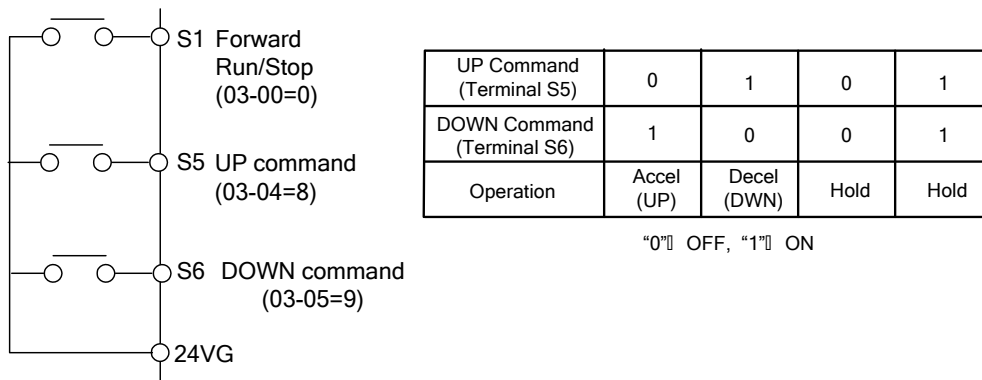 S1 Forward
Run/Stop
(03-00=0)
S5 UP command
(03-04=8)
S6 DOWN command
(03-05=9)
24VG
UP Command
(Terminal S5)
0
1
0
1
DOWN Command
(Terminal S6)
1
0
0
1
Operation
Accel
(UP)
Decel
(DWN)
Hold
Hold
“0”▯ OFF, “1”▯ ON